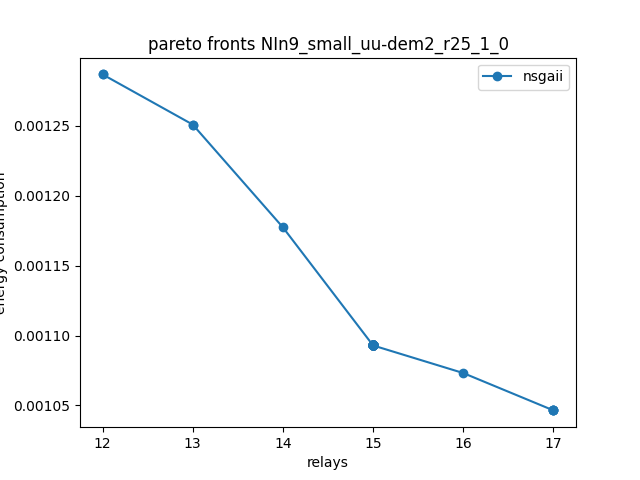 pareto fronts NIn9_small_uu-dem2_r25_1_0
nsgaii
0.00125
0.00120
0.00115
0.00110
0.00105
energy consumption
12 13 14 15 16 17
relays